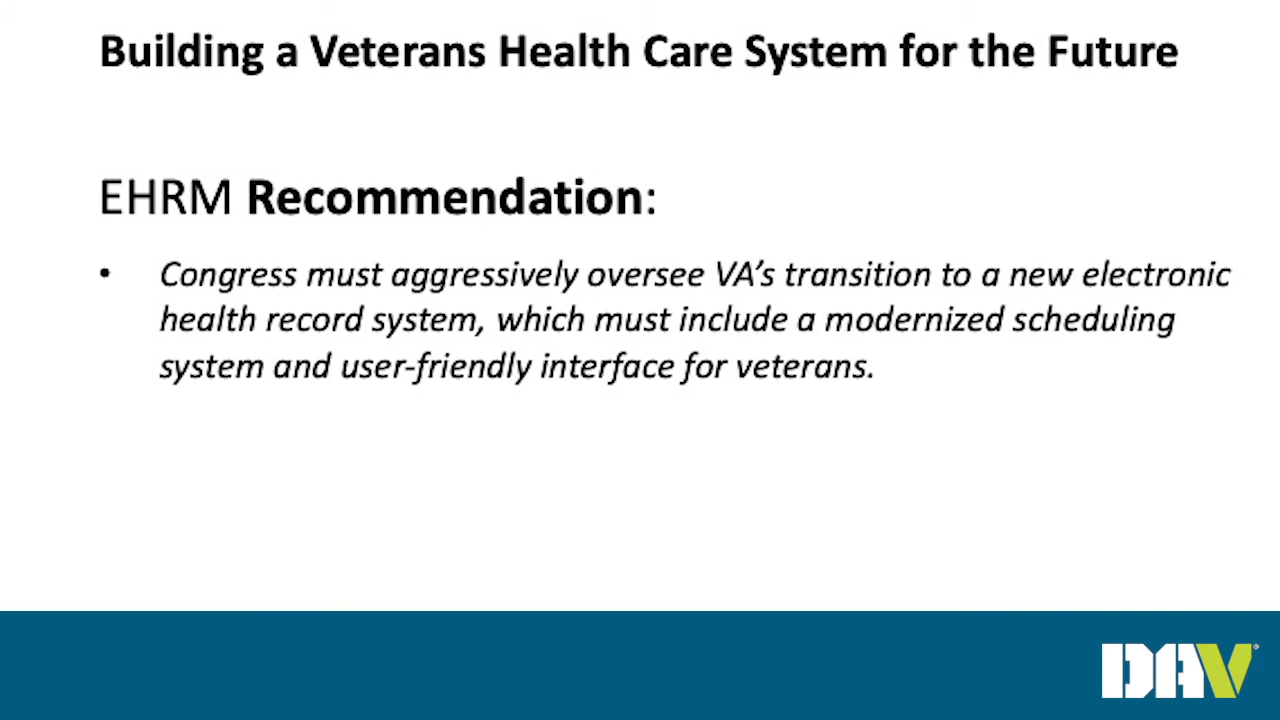 Building a Veterans Health Care System for the Future
EHRM Recommendation:
• Congress must aggressively oversee VA’s transition to a new electronic
health record system, which must include a modernized scheduling
system and user-friendly interface for veterans.
DAV®